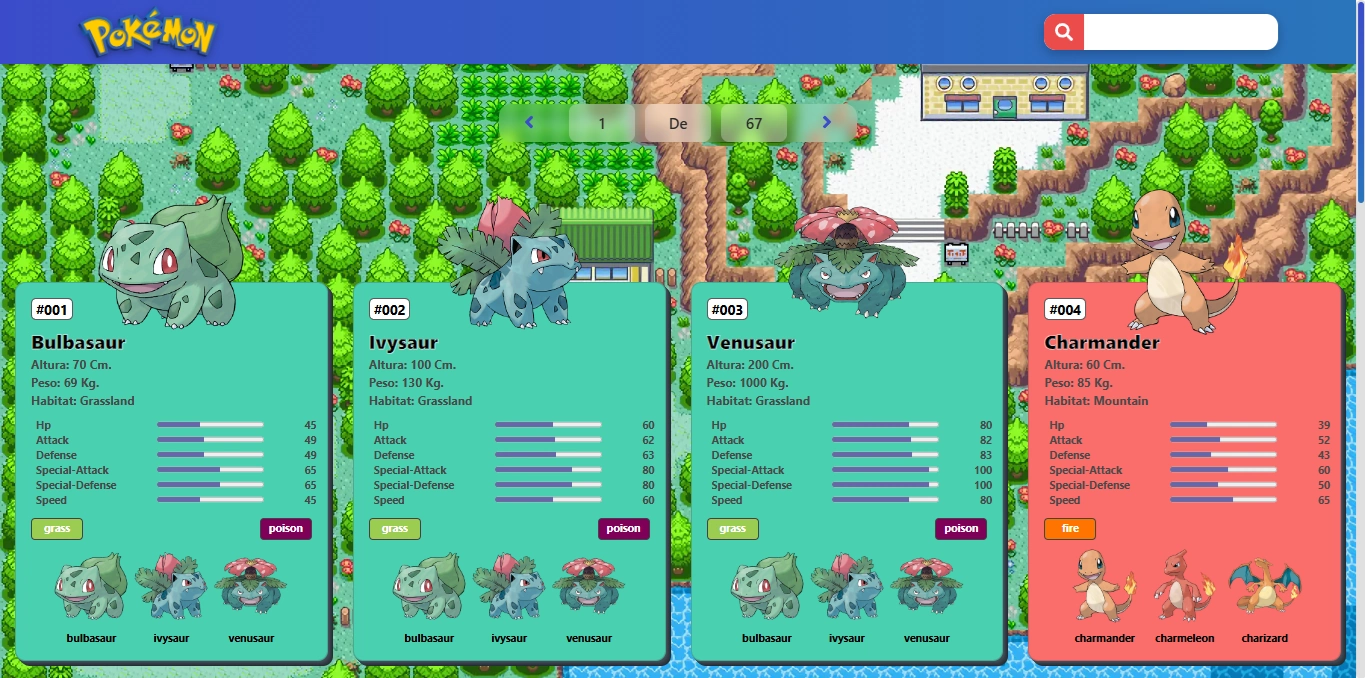 POKéMON
1 De 67
#001
Bulbasaur
Altura: 70 Cm.
Peso: 69 Kg.
Habitat: Grassland
Hp 45
Attack 49
Defense 49
Special-Attack 65
Special-Defense 65
Speed 45
grass poison
bulbasaur ivysaur venusaur
#002
Ivysaur
Altura: 100 Cm.
Peso: 130 Kg.
Habitat: Grassland
Hp 60
Attack 62
Defense 63
Special-Attack 80
Special-Defense 80
Speed 60
grass poison
bulbasaur ivysaur venusaur
#003
Venusaur
Altura: 200 Cm.
Peso: 1000 Kg.
Habitat: Grassland
Hp 80
Attack 82
Defense 83
Special-Attack 100
Special-Defense 100
Speed 80
grass poison
bulbasaur ivysaur venusaur
#004
Charmander
Altura: 60 Cm.
Peso: 85 Kg.
Habitat: Mountain
Hp 39
Attack 52
Defense 43
Special-Attack 60
Special-Defense 50
Speed 65
fire
charmander charmeleon charizard